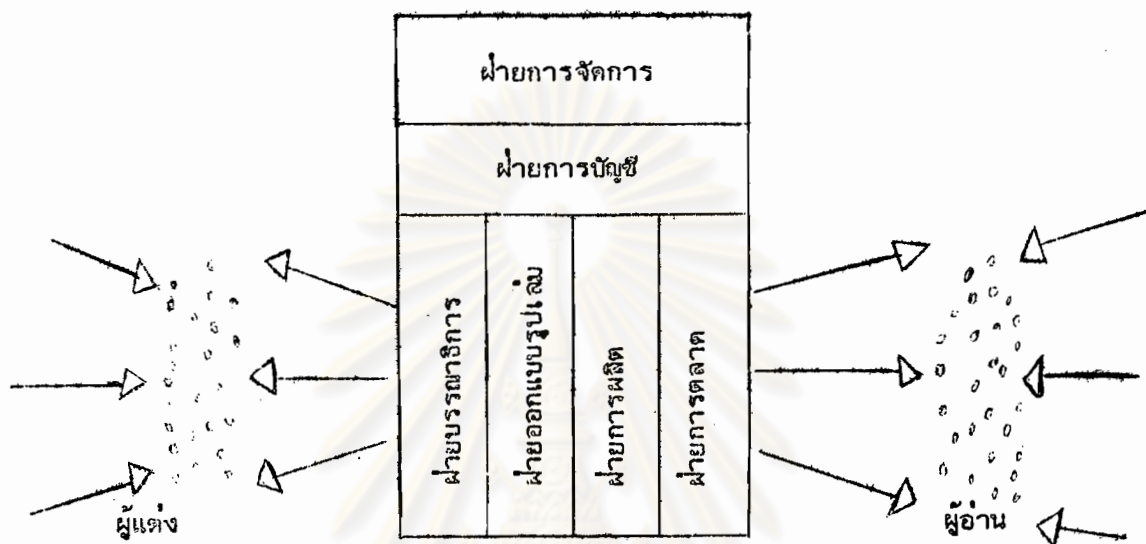 ฝ่ายการจัดการ
ฝ่ายการบัญชี
ฝ่ายบรรณาธิการ
ฝ่ายออกแบบรูปเล่ม
ฝ่ายการผลิต
ฝ่ายการตลาด
ผู้แต่ง
ผู้อ่าน